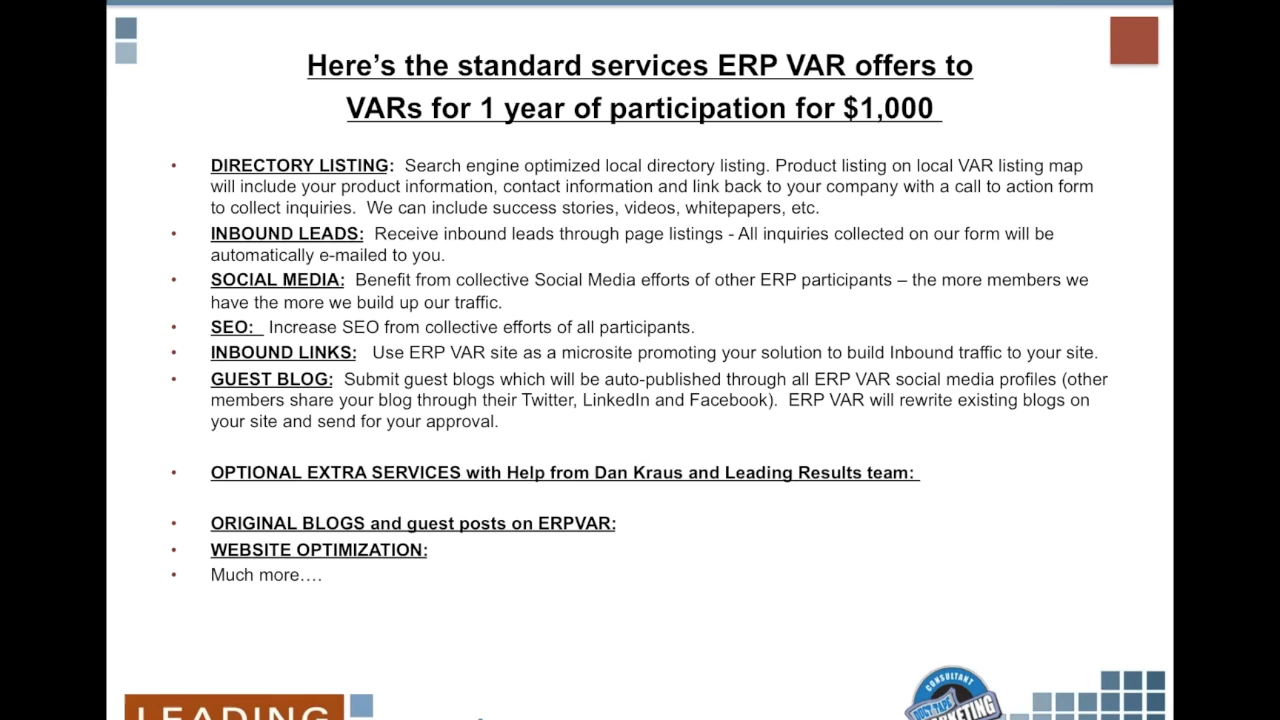 Here's the standard services ERP VAR offers to
VARs for 1 year of participation for $1,000
• DIRECTORY LISTING: Search engine optimized local directory listing. Product listing on local VAR listing map
will include your product information, contact information and link back to your company with a call to action form
to collect inquiries. We can include success stories, videos, whitepapers, etc.
• INBOUND LEADS: Receive inbound leads through page listings - All inquiries collected on our form will be
automatically e-mailed to you.
• SOCIAL MEDIA: Benefit from collective Social Media efforts of other ERP participants – the more members we
have the more we build up our traffic.
• SEO: Increase SEO from collective efforts of all participants.
• INBOUND LINKS: Use ERP VAR site as a microsite promoting your solution to build Inbound traffic to your site.
• GUEST BLOG: Submit guest blogs which will be auto-published through all ERP VAR social media profiles (other
members share your blog through their Twitter, LinkedIn and Facebook). ERP VAR will rewrite existing blogs on
your site and send for your approval.
• OPTIONAL EXTRA SERVICES with Help from Dan Kraus and Leading Results team:
• ORIGINAL BLOGS and guest posts on ERPVAR:
• WEBSITE OPTIMIZATION:
• Much more….
LEADING
CONSULTANT
DUCT TAPE
MARKETING